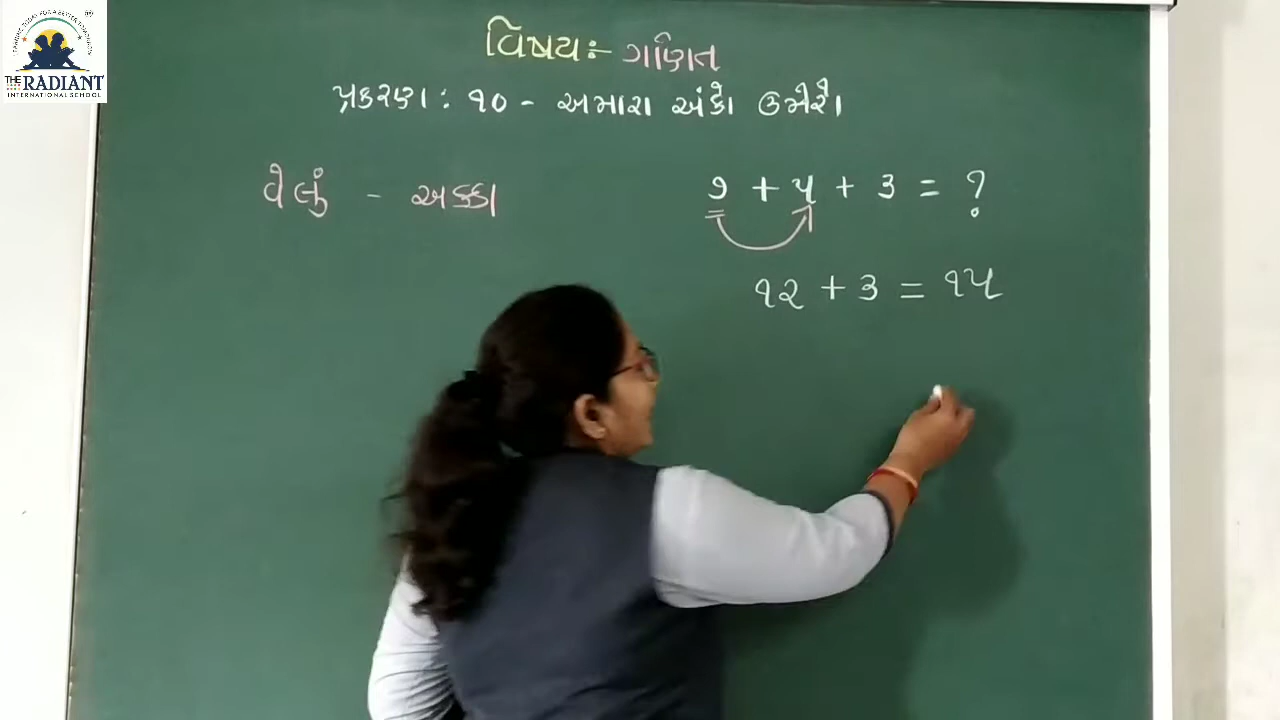 THE RADIANT
INTERNATIONAL SCHOOL
વિષય:- ગણિત
પ્રકરણ : ૧૦ - અમારા અંકો ઉમેરો
વેલું - અક્કા
૭ + ૫ + ૩ = ?
૧૨ + ૩ = ૧૫